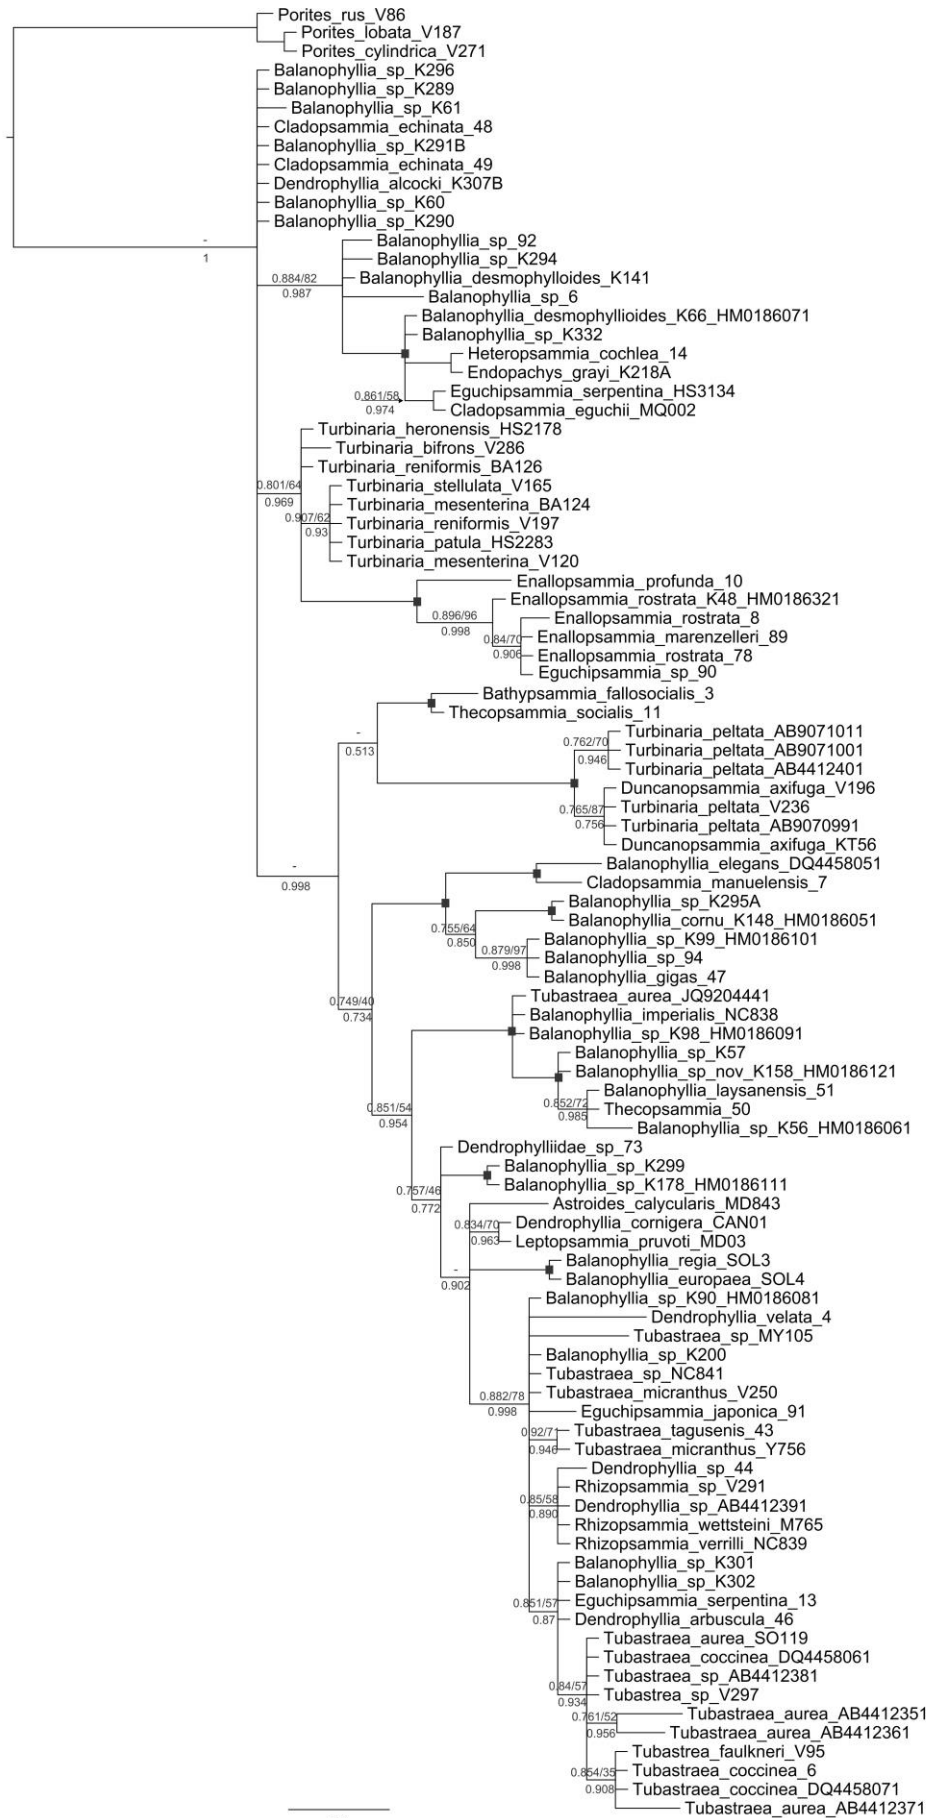 Porites_rus_V86
Porites_lobata_V187
Porites_cylindrica_V271
Balanophyllia_sp_K296
Balanophyllia_sp_K289
Balanophyllia_sp_K61
Cladopsammia_echinata_48
Balanophyllia_sp_K291B
Cladopsammia_echinata_49
Dendrophyllia_alcocki_K307B
Balanophyllia_sp_K60
Balanophyllia_sp_K290
-
1
Balanophyllia_sp_92
Balanophyllia_sp_K294
Balanophyllia_desmophylloides_K141
0.884/82
0.987
Balanophyllia_sp_6
Balanophyllia_desmophyllioides_K66_HM0186071
Balanophyllia_sp_K332
Heteropsammia_cochlea_14
Endopachys_grayi_K218A
Eguchipsammia_serpentina_HS3134
0.861/58
0.974
Cladopsammia_eguchii_MQ002
Turbinaria_heronensis_HS2178
Turbinaria_bifrons_V286
Turbinaria_reniformis_BA126
Turbinaria_stellulata_V165
0.801/64
0.969
Turbinaria_mesenterina_BA124
0.907/62
0.93
Turbinaria_reniformis_V197
Turbinaria_patula_HS2283
Turbinaria_mesenterina_V120
Enallopsammia_profunda_10
Enallopsammia_rostrata_K48_HM0186321
0.896/96
0.998
Enallopsammia_rostrata_8
0.84/70
0.906
Enallopsammia_marenzelleri_89
Enallopsammia_rostrata_78
Eguchipsammia_sp_90
Bathypsammia_fallosocialis_3
Thecopsammia_socialis_11
-
0.513
Turbinaria_peltata_AB9071011
0.762/70
0.946
Turbinaria_peltata_AB9071001
Turbinaria_peltata_AB4412401
Duncanopsammia_axifuga_V196
Turbinaria_peltata_V236
0.765/87
0.756
Turbinaria_peltata_AB9070991
Duncanopsammia_axifuga_KT56
-
0.998
Balanophyllia_elegans_DQ4458051
Cladopsammia_manuelensis_7
Balanophyllia_sp_K295A
Balanophyllia_cornu_K148_HM0186051
0.755/64
0.850
Balanophyllia_sp_K99_HM0186101
0.879/97
0.998
Balanophyllia_sp_94
Balanophyllia_gigas_47
Tubastraea_aurea_JQ9204441
0.749/40
0.734
Balanophyllia_imperialis_NC838
Balanophyllia_sp_K98_HM0186091
Balanophyllia_sp_K57
Balanophyllia_sp_nov_K158_HM0186121
Balanophyllia_laysanensis_51
0.852/72
0.985
Thecopsammia_50
0.851/54
0.954
Balanophyllia_sp_K56_HM0186061
Dendrophylliidae_sp_73
Balanophyllia_sp_K299
Balanophyllia_sp_K178_HM0186111
0.757/46
0.772
Astroides_calycularis_MD843
Dendrophyllia_cornigera_CAN01
0.834/70
0.963
Leptopsammia_pruvoti_MD03
Balanophyllia_regia_SOL3
-
0.902
Balanophyllia_europaea_SOL4
Balanophyllia_sp_K90_HM0186081
Dendrophyllia_velata_4
Tubastraea_sp_MY105
Balanophyllia_sp_K200
Tubastraea_sp_NC841
Tubastraea_micranthus_V250
0.882/78
0.998
Eguchipsammia_japonica_91
Tubastraea_tagusenis_43
0.92/71
0.946
Tubastraea_micranthus_Y756
Dendrophyllia_sp_44
Rhizopsammia_sp_V291
0.85/58
0.890
Dendrophyllia_sp_AB4412391
Rhizopsammia_wettsteini_M765
Rhizopsammia_verrilli_NC839
Balanophyllia_sp_K301
Balanophyllia_sp_K302
Eguchipsammia_serpentina_13
0.851/57
0.87
Dendrophyllia_arbuscula_46
Tubastraea_aurea_SO119
Tubastraea_coccinea_DQ4458061
Tubastraea_sp_AB4412381
0.84/57
0.934
Tubastrea_sp_V297
Tubastraea_aurea_AB4412351
0.761/52
0.956
Tubastraea_aurea_AB4412361
Tubastrea_faulkneri_V95
Tubastraea_coccinea_6
0.854/35
0.908
Tubastraea_coccinea_DQ4458071
Tubastraea_aurea_AB4412371